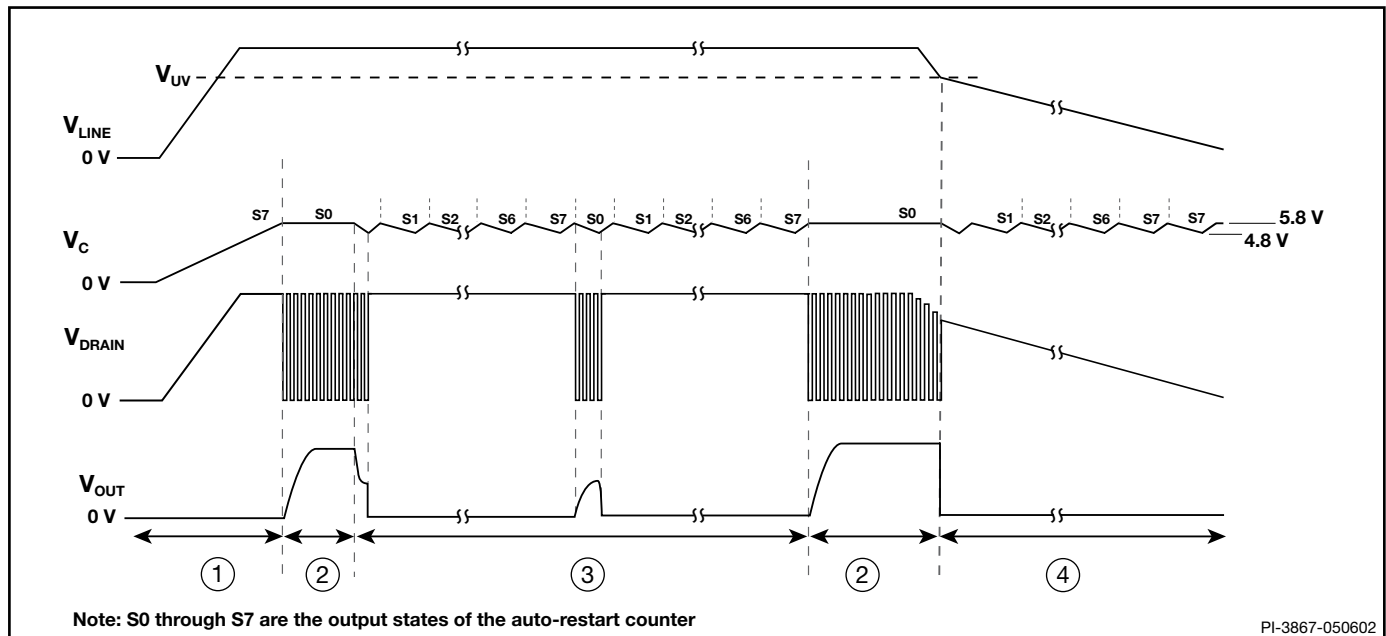 V_UV
V_LINE
0 V
S7 S0 S1 S2 S6 S7 S0 S1 S2 S6 S7 S0 S1 S2 S6 S7 S7 5.8 V
4.8 V
V_C
0 V
V_DRAIN
0 V
V_OUT
0 V
1 2 3 2 4
Note: S0 through S7 are the output states of the auto-restart counter
PI-3867-050602